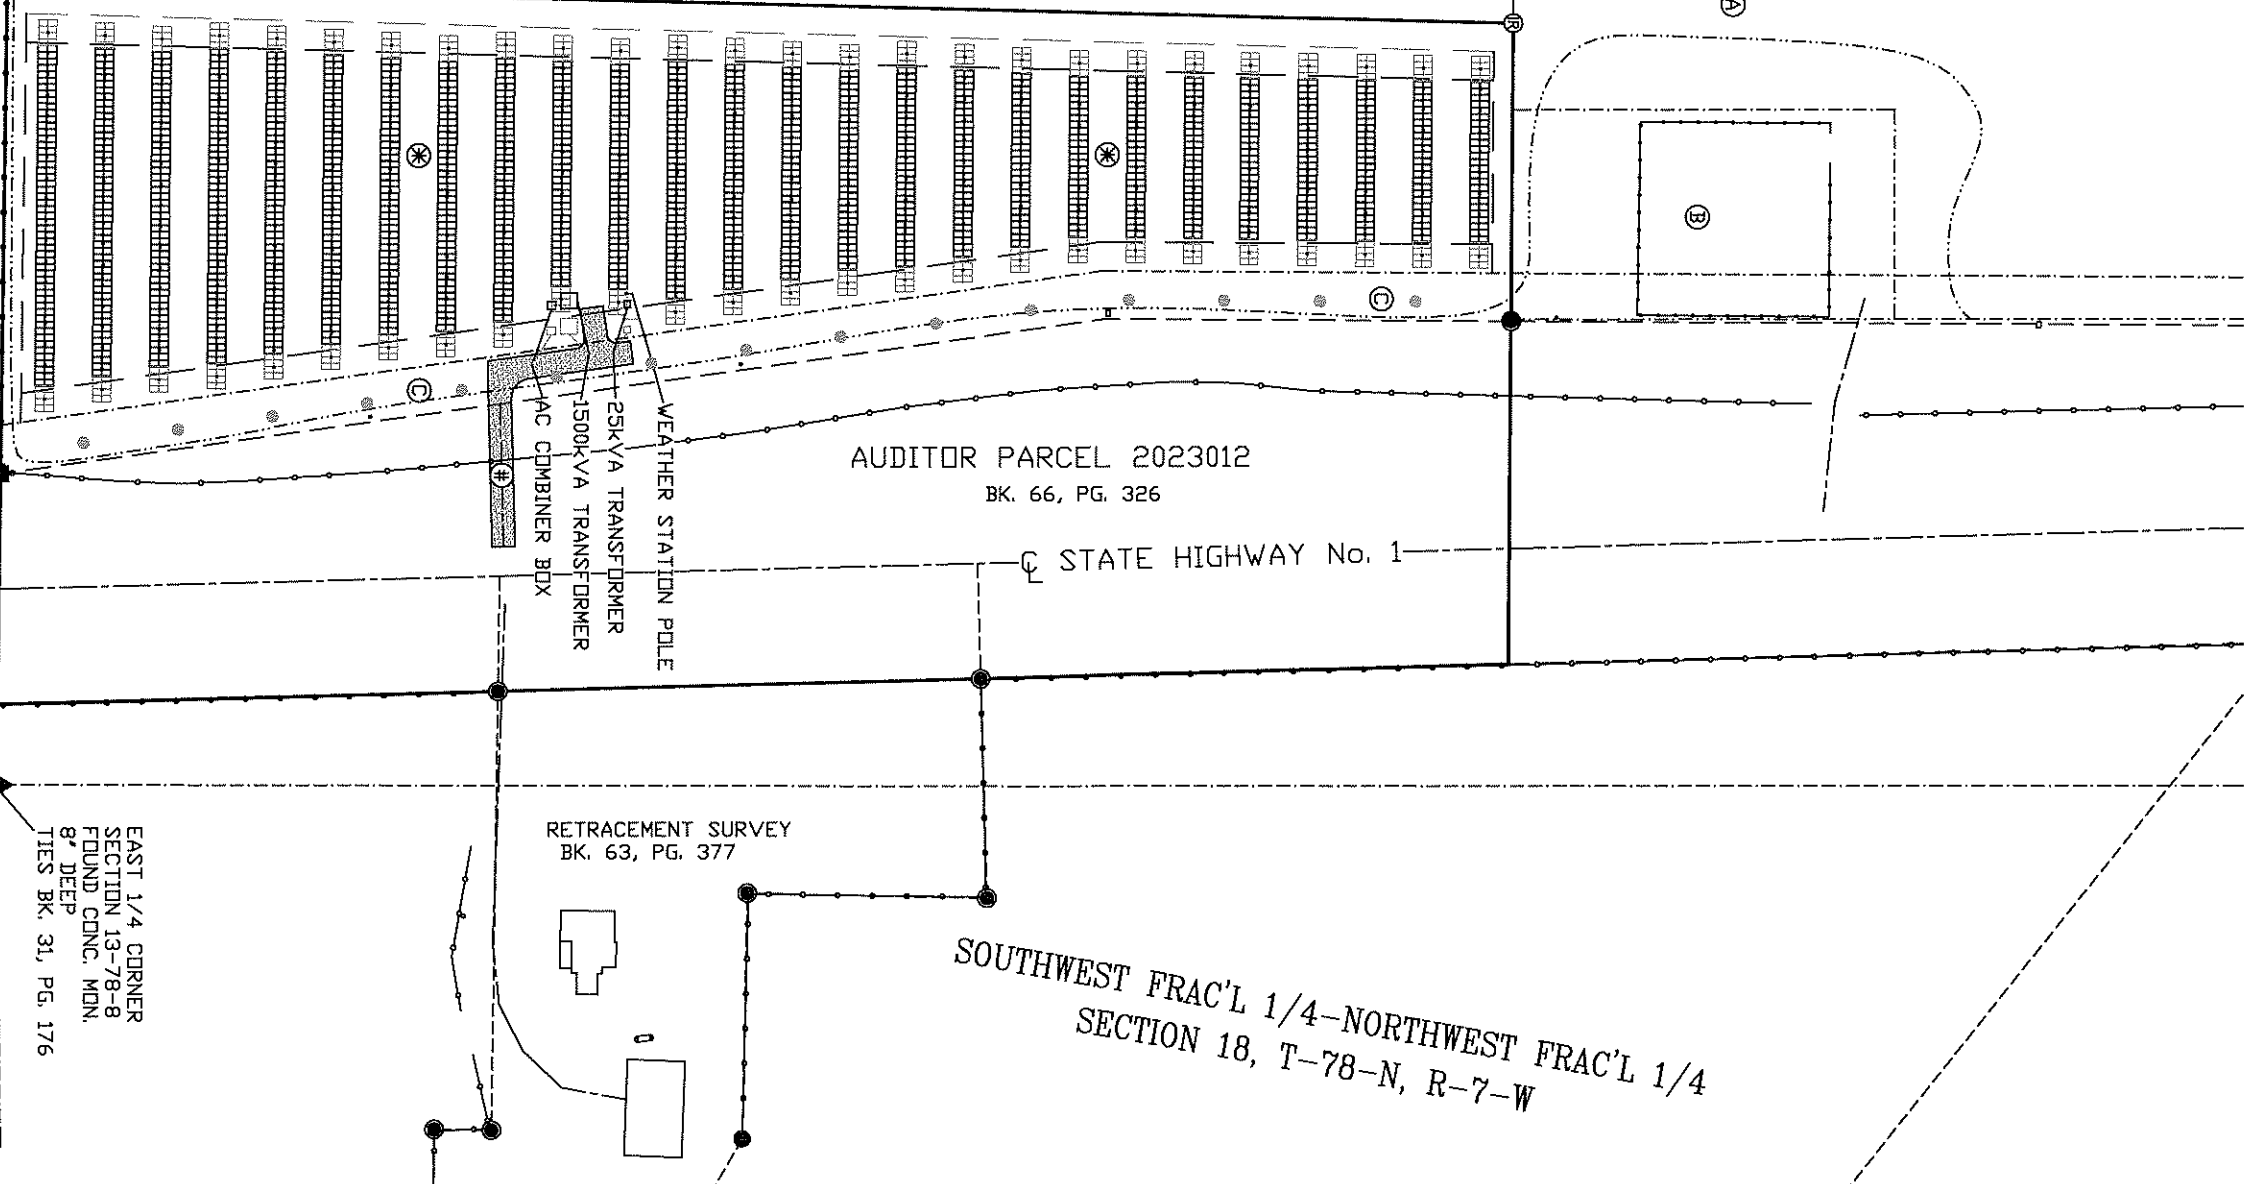 IR
A
B
C
C
#
WEATHER STATION POLE
25kVA TRANSFORMER
1500kVA TRANSFORMER
AC COMBINER BOX
AUDITOR PARCEL 2023012
BK. 66, PG. 326
℄ STATE HIGHWAY No. 1
RETRACEMENT SURVEY
BK. 63, PG. 377
EAST 1/4 CORNER
SECTION 13-78-8
FOUND CONC. MON.
8" DEEP
TIES BK. 31, PG. 176
SOUTHWEST FRAC'L 1/4-NORTHWEST FRAC'L 1/4
SECTION 18, T-78-N, R-7-W